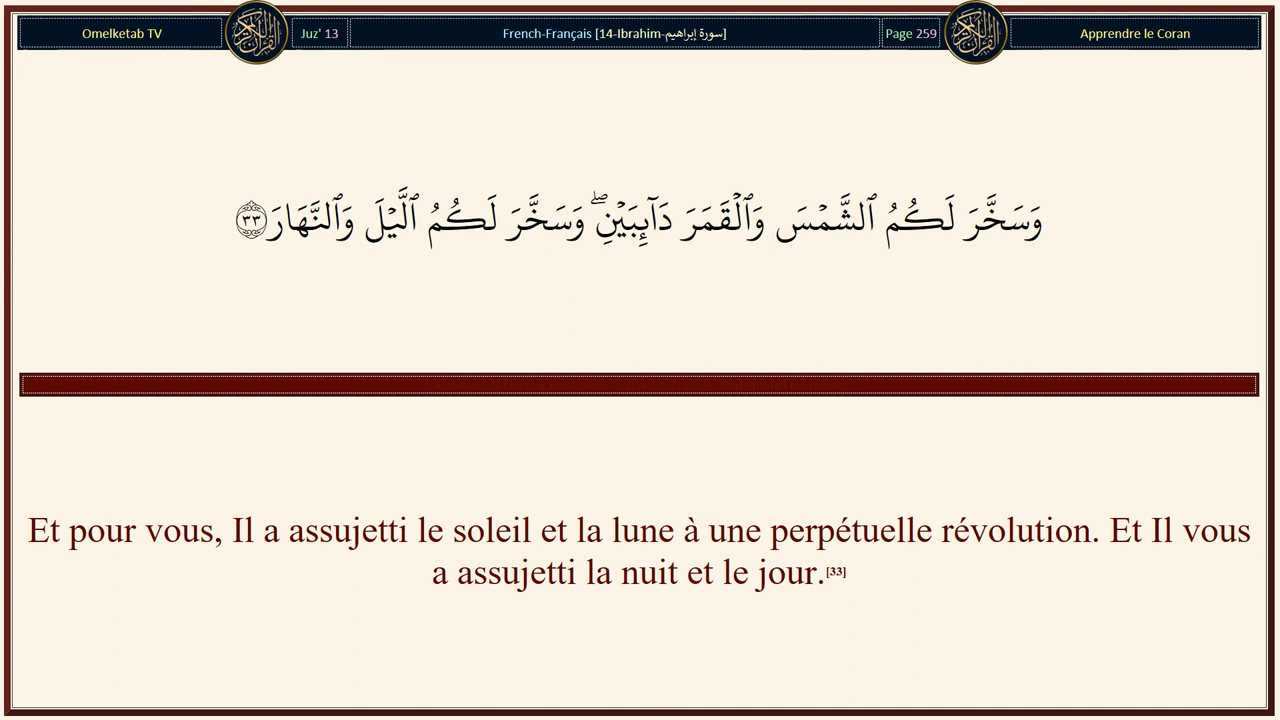 Omelketab TV
Juz' 13
French-Français [14-Ibrahim-سورة إبراهيم]
Page 259
Apprendre le Coran
وَسَخَّرَ لَكُمُ ٱلشَّمْسَ وَٱلْقَمَرَ دَآئِبَيْنِ ۖ وَسَخَّرَ لَكُمُ ٱلَّيْلَ وَٱلنَّهَارَ ٣٣
Et pour vous, Il a assujetti le soleil et la lune à une perpétuelle révolution. Et Il vous
a assujetti la nuit et le jour.[33]